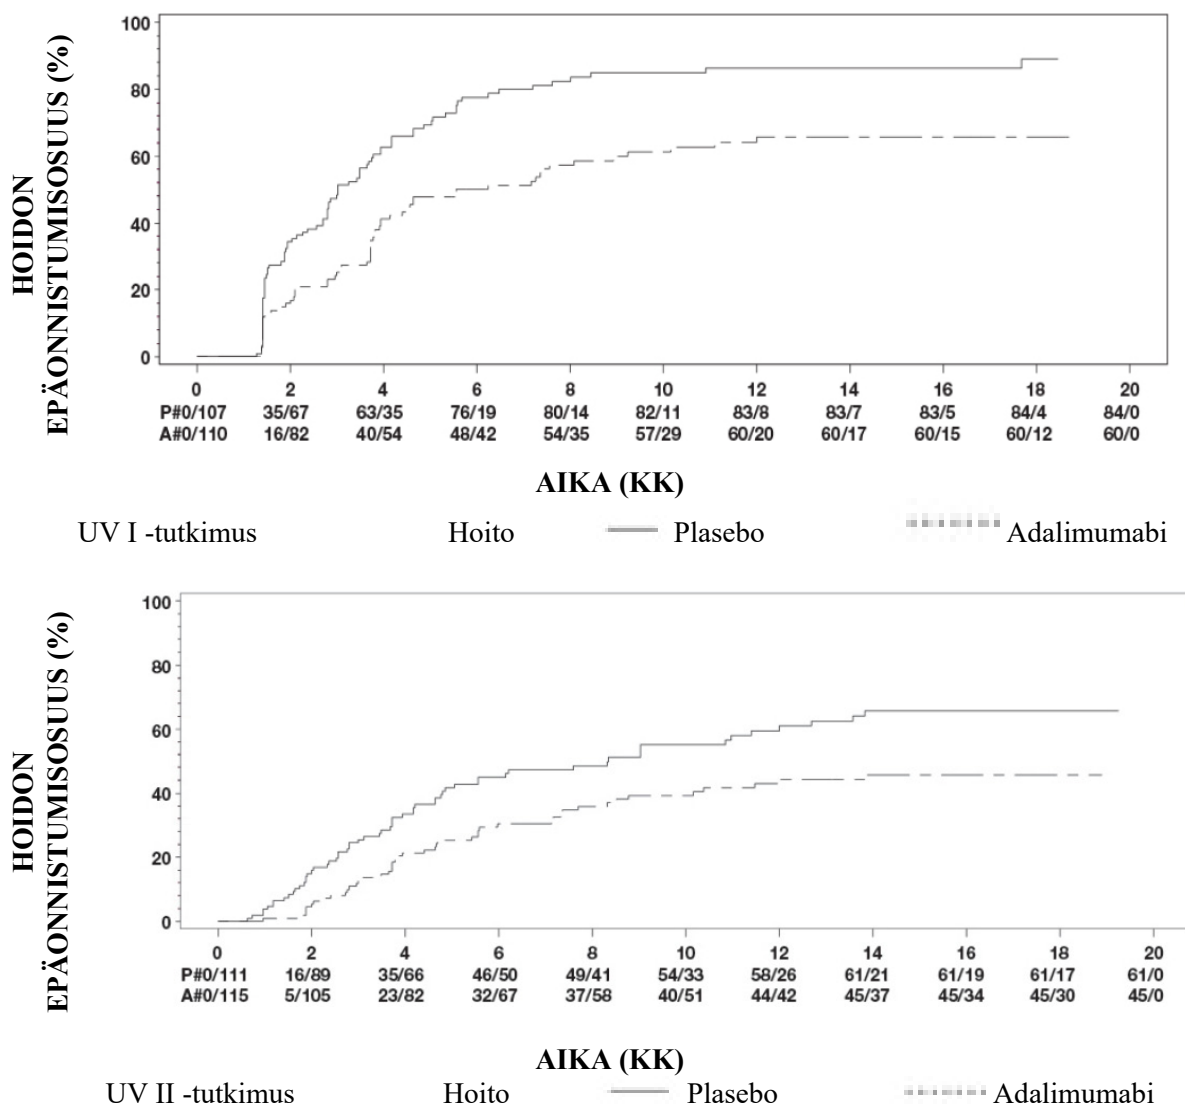 HOIDON
EPÄONNISTUMISOSUUS (%)
100
80
60
40
20
0
0 2 4 6 8 10 12 14 16 18 20
P#0/107 35/67 63/35 76/19 80/14 82/11 83/8 83/7 83/5 84/4 84/0
A#0/110 16/82 40/54 48/42 54/35 57/29 60/20 60/17 60/15 60/12 60/0
AIKA (KK)
UV I -tutkimus Hoito Plasebo Adalimumabi
HOIDON
EPÄONNISTUMISOSUUS (%)
100
80
60
40
20
0
0 2 4 6 8 10 12 14 16 18 20
P#0/111 16/89 35/66 46/50 49/41 54/33 58/26 61/21 61/19 61/17 61/0
A#0/115 5/105 23/82 32/67 37/58 40/51 44/42 45/37 45/34 45/30 45/0
AIKA (KK)
UV II -tutkimus Hoito Plasebo Adalimumabi